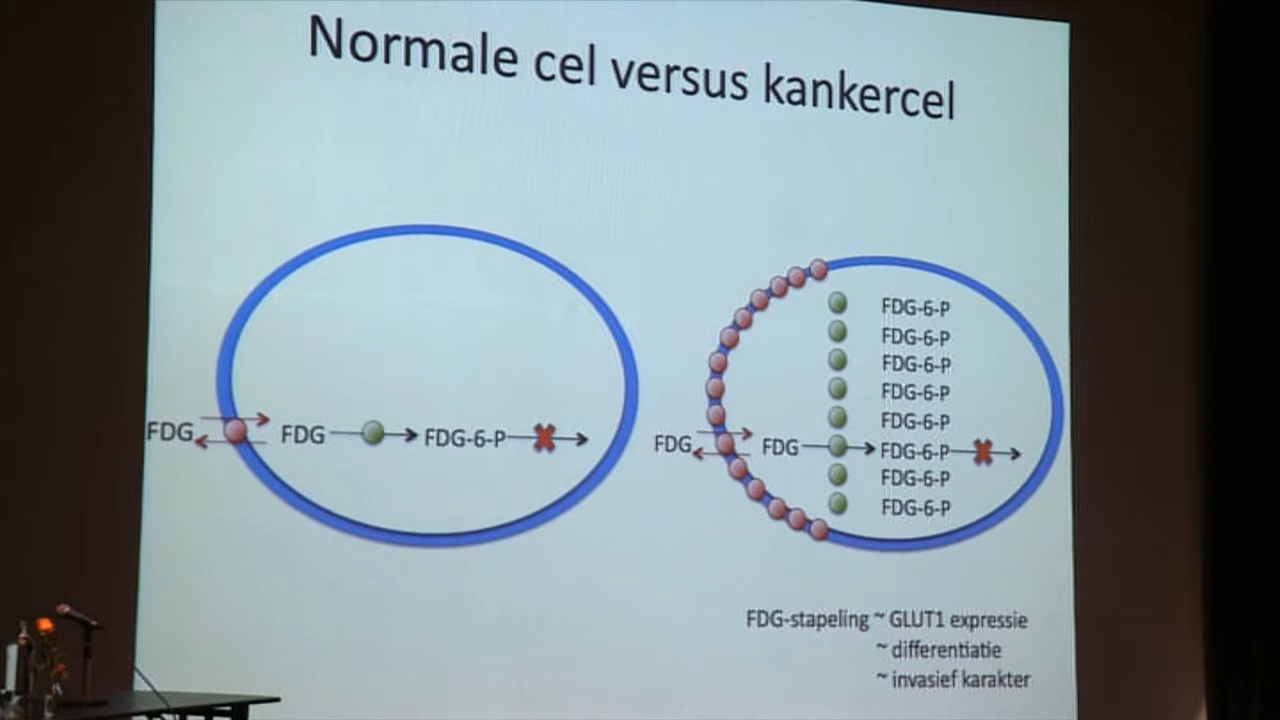 Normale cel versus kankercel
FDG FDG FDG-6-P
FDG-6-P
FDG-6-P
FDG-6-P
FDG-6-P
FDG-6-P
FDG FDG FDG-6-P
FDG-6-P
FDG-6-P
FDG-stapeling ~ GLUT1 expressie
~ differentiatie
~ invasief karakter